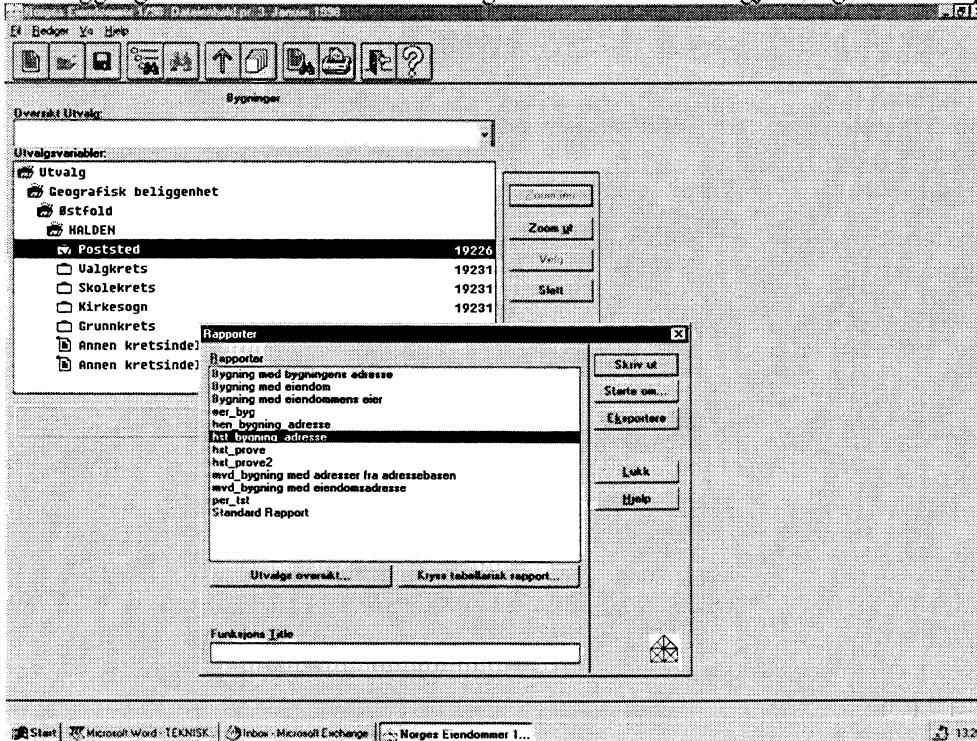 Norges Eiendommer 1/98 Datauttrekk pr. 3. Januar 1998
Fil Rediger Vis Hjelp
Bygninger
Oversikt Utvalg:
Utvalgsvariabler:
Utvalg
Geografisk beliggenhet
Østfold
HALDEN
Poststed 19226
Valgkrets 19231
Skolekrets 19231
Kirkesogn 19231
Grunnkrets
Annen kretsindel
Annen kretsindel
Zoom inn
Zoom ut
Velg
Slett
Rapporter
Rapporter
Bygning med bygningens adresse
Bygning med eiendom
Bygning med eiendommens eier
eer_byg
hen_bygning_adresse
hst_bygning_adresse
hst_prove
hst_prove2
mvd_bygning med adresser fra adressebasen
mvd_bygning med eiendomsadresse
per_tst
Standard Rapport
Skriv ut
Starte om...
Eksportere
Lukk
Hjelp
Utvalgs oversikt...
Kryss tabellarisk rapport...
Funksjons Title
Start
Microsoft Word - TEKNISK...
Inbox - Microsoft Exchange
Norges Eiendommer 1...